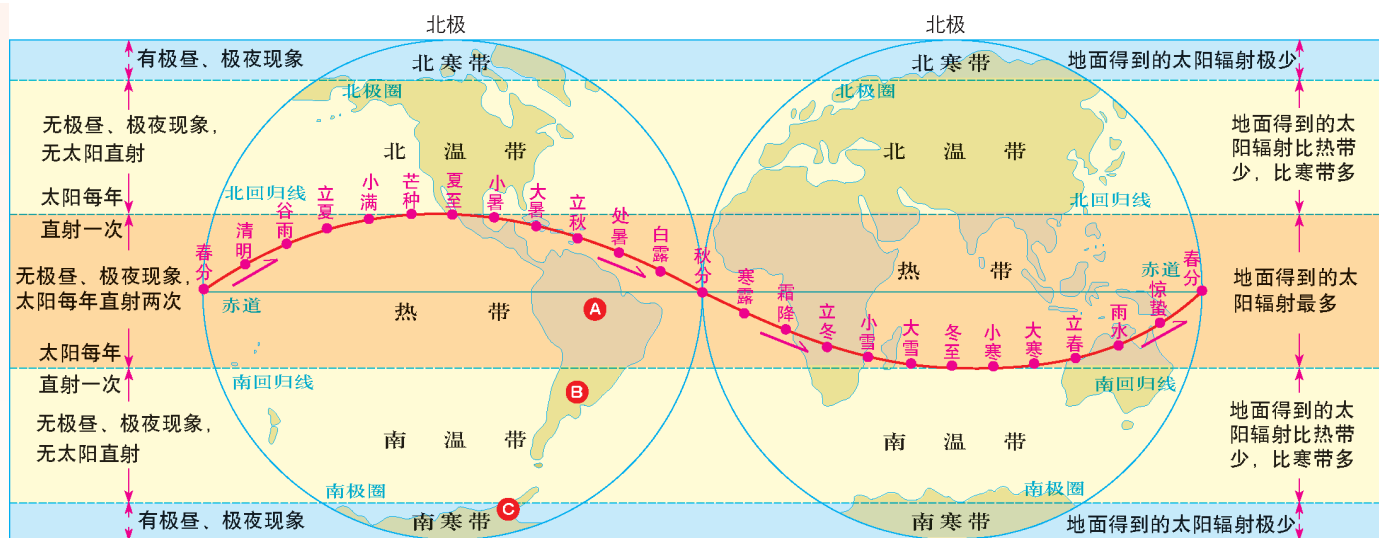 北极
北极
有极昼、极夜现象
北寒带
北寒带
地面得到的太阳辐射极少
北极圈
北极圈
无极昼、极夜现象，
无太阳直射
北温带
北温带
地面得到的太
阳辐射比热带
少，比寒带多
太阳每年
直射一次
北回归线
北回归线
春分
清明
谷雨
立夏
小满
芒种
夏至
小暑
大暑
立秋
处暑
白露
秋分
寒露
霜降
立冬
小雪
大雪
冬至
小寒
大寒
立春
雨水
惊蛰
春分
无极昼、极夜现象，
太阳每年直射两次
赤道
赤道
热带
热带
A
地面得到的太
阳辐射最多
太阳每年
直射一次
南回归线
南回归线
B
无极昼、极夜现象，
无太阳直射
南温带
南温带
地面得到的太
阳辐射比热带
少，比寒带多
南极圈
南极圈
C
有极昼、极夜现象
南寒带
南寒带
地面得到的太阳辐射极少